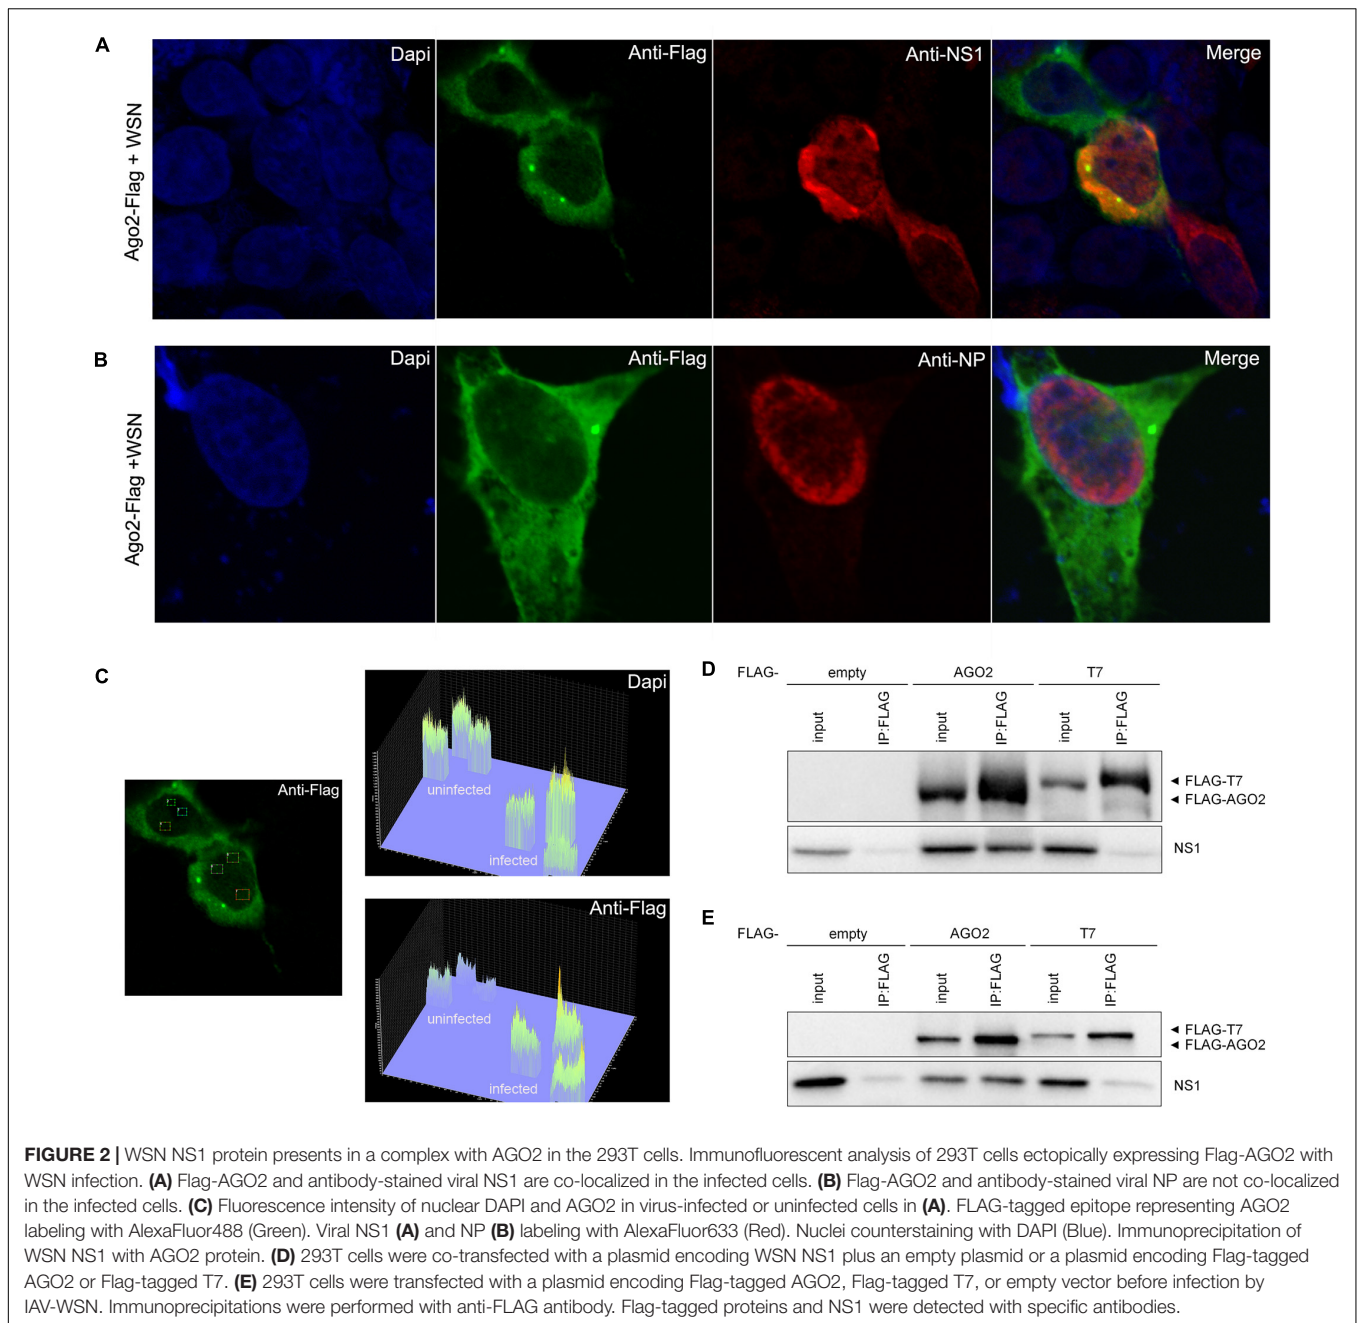 A
Ago2-Flag + WSN
Dapi
Anti-Flag
Anti-NS1
Merge
B
Ago2-Flag +WSN
Dapi
Anti-Flag
Anti-NP
Merge
C
Anti-Flag
Dapi
uninfected
infected
Anti-Flag
uninfected
infected
D
FLAG- empty AGO2 T7
input IP:FLAG input IP:FLAG input IP:FLAG
◄ FLAG-T7
◄ FLAG-AGO2
NS1
E
FLAG- empty AGO2 T7
input IP:FLAG input IP:FLAG input IP:FLAG
◄ FLAG-T7
◄ FLAG-AGO2
NS1
FIGURE 2 | WSN NS1 protein presents in a complex with AGO2 in the 293T cells. Immunofluorescent analysis of 293T cells ectopically expressing Flag-AGO2 with
WSN infection. (A) Flag-AGO2 and antibody-stained viral NS1 are co-localized in the infected cells. (B) Flag-AGO2 and antibody-stained viral NP are not co-localized
in the infected cells. (C) Fluorescence intensity of nuclear DAPI and AGO2 in virus-infected or uninfected cells in (A). FLAG-tagged epitope representing AGO2
labeling with AlexaFluor488 (Green). Viral NS1 (A) and NP (B) labeling with AlexaFluor633 (Red). Nuclei counterstaining with DAPI (Blue). Immunoprecipitation of
WSN NS1 with AGO2 protein. (D) 293T cells were co-transfected with a plasmid encoding WSN NS1 plus an empty plasmid or a plasmid encoding Flag-tagged
AGO2 or Flag-tagged T7. (E) 293T cells were transfected with a plasmid encoding Flag-tagged AGO2, Flag-tagged T7, or empty vector before infection by
IAV-WSN. Immunoprecipitations were performed with anti-FLAG antibody. Flag-tagged proteins and NS1 were detected with specific antibodies.